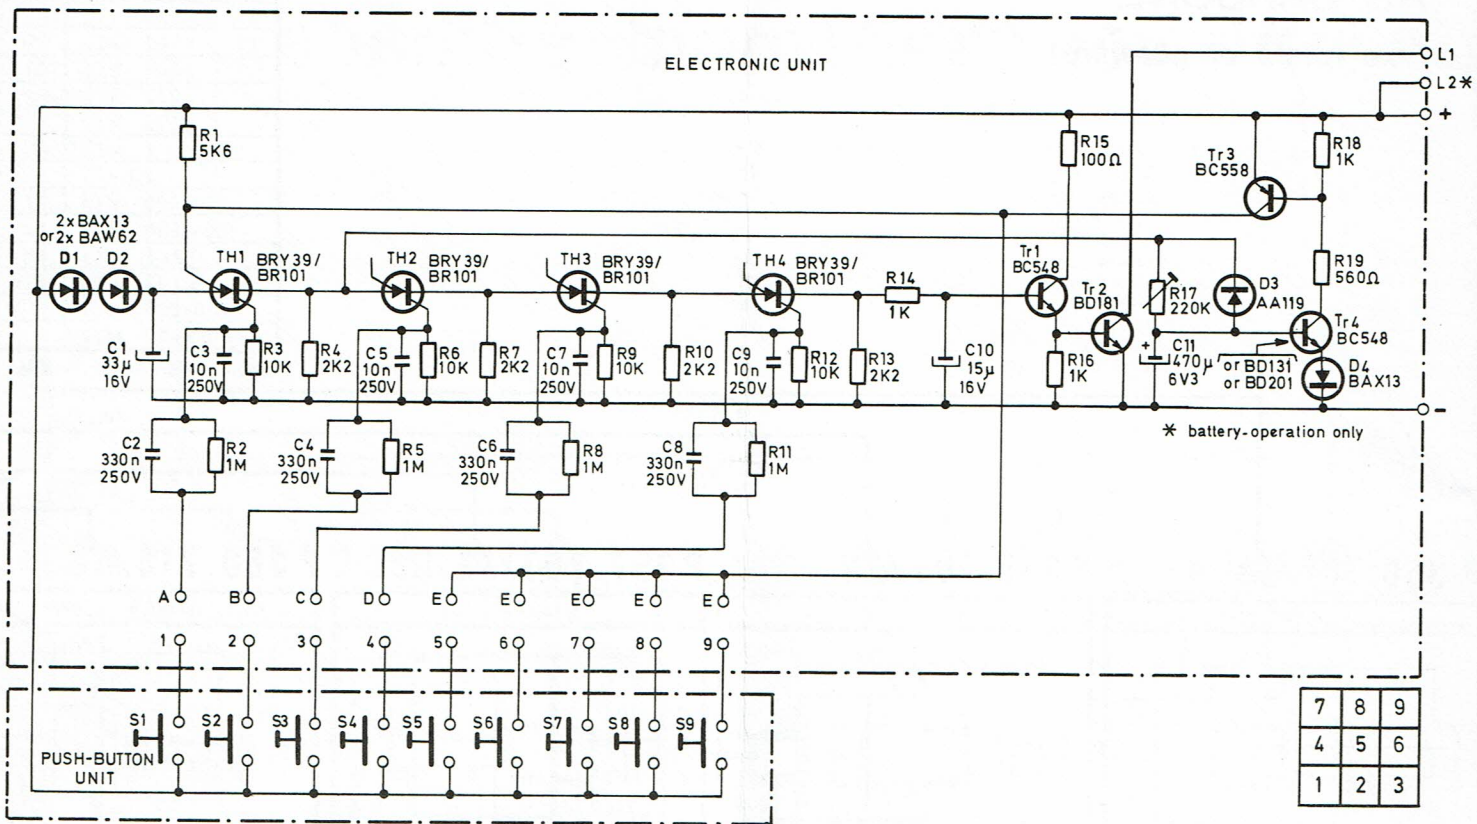 ELECTRONIC UNIT
L1
L2*
+
R1
5K6
R15
100Ω
Tr3
BC558
R18
1K
2x BAX13
or 2x BAW62
D1
D2
TH1
BRY39/
BR101
TH2
BRY39/
BR101
TH3
BRY39/
BR101
TH4
BRY39/
BR101
R14
1K
Tr1
BC548
Tr2
BD181
R17
220K
D3
AA119
R19
560Ω
Tr4
BC548
C1
33µ
16V
C3
10n
250V
R3
10K
R4
2K2
C5
10n
250V
R6
10K
R7
2K2
C7
10n
250V
R9
10K
R10
2K2
C9
10n
250V
R12
10K
R13
2K2
C10
15µ
16V
R16
1K
+
C11
470µ
6V3
or BD131
or BD201
D4
BAX13
-
* battery-operation only
C2
330n
250V
R2
1M
C4
330n
250V
R5
1M
C6
330n
250V
R8
1M
C8
330n
250V
R11
1M
A B C D E E E E E
1 2 3 4 5 6 7 8 9
S1 S2 S3 S4 S5 S6 S7 S8 S9
PUSH-BUTTON
UNIT
7 8 9
4 5 6
1 2 3